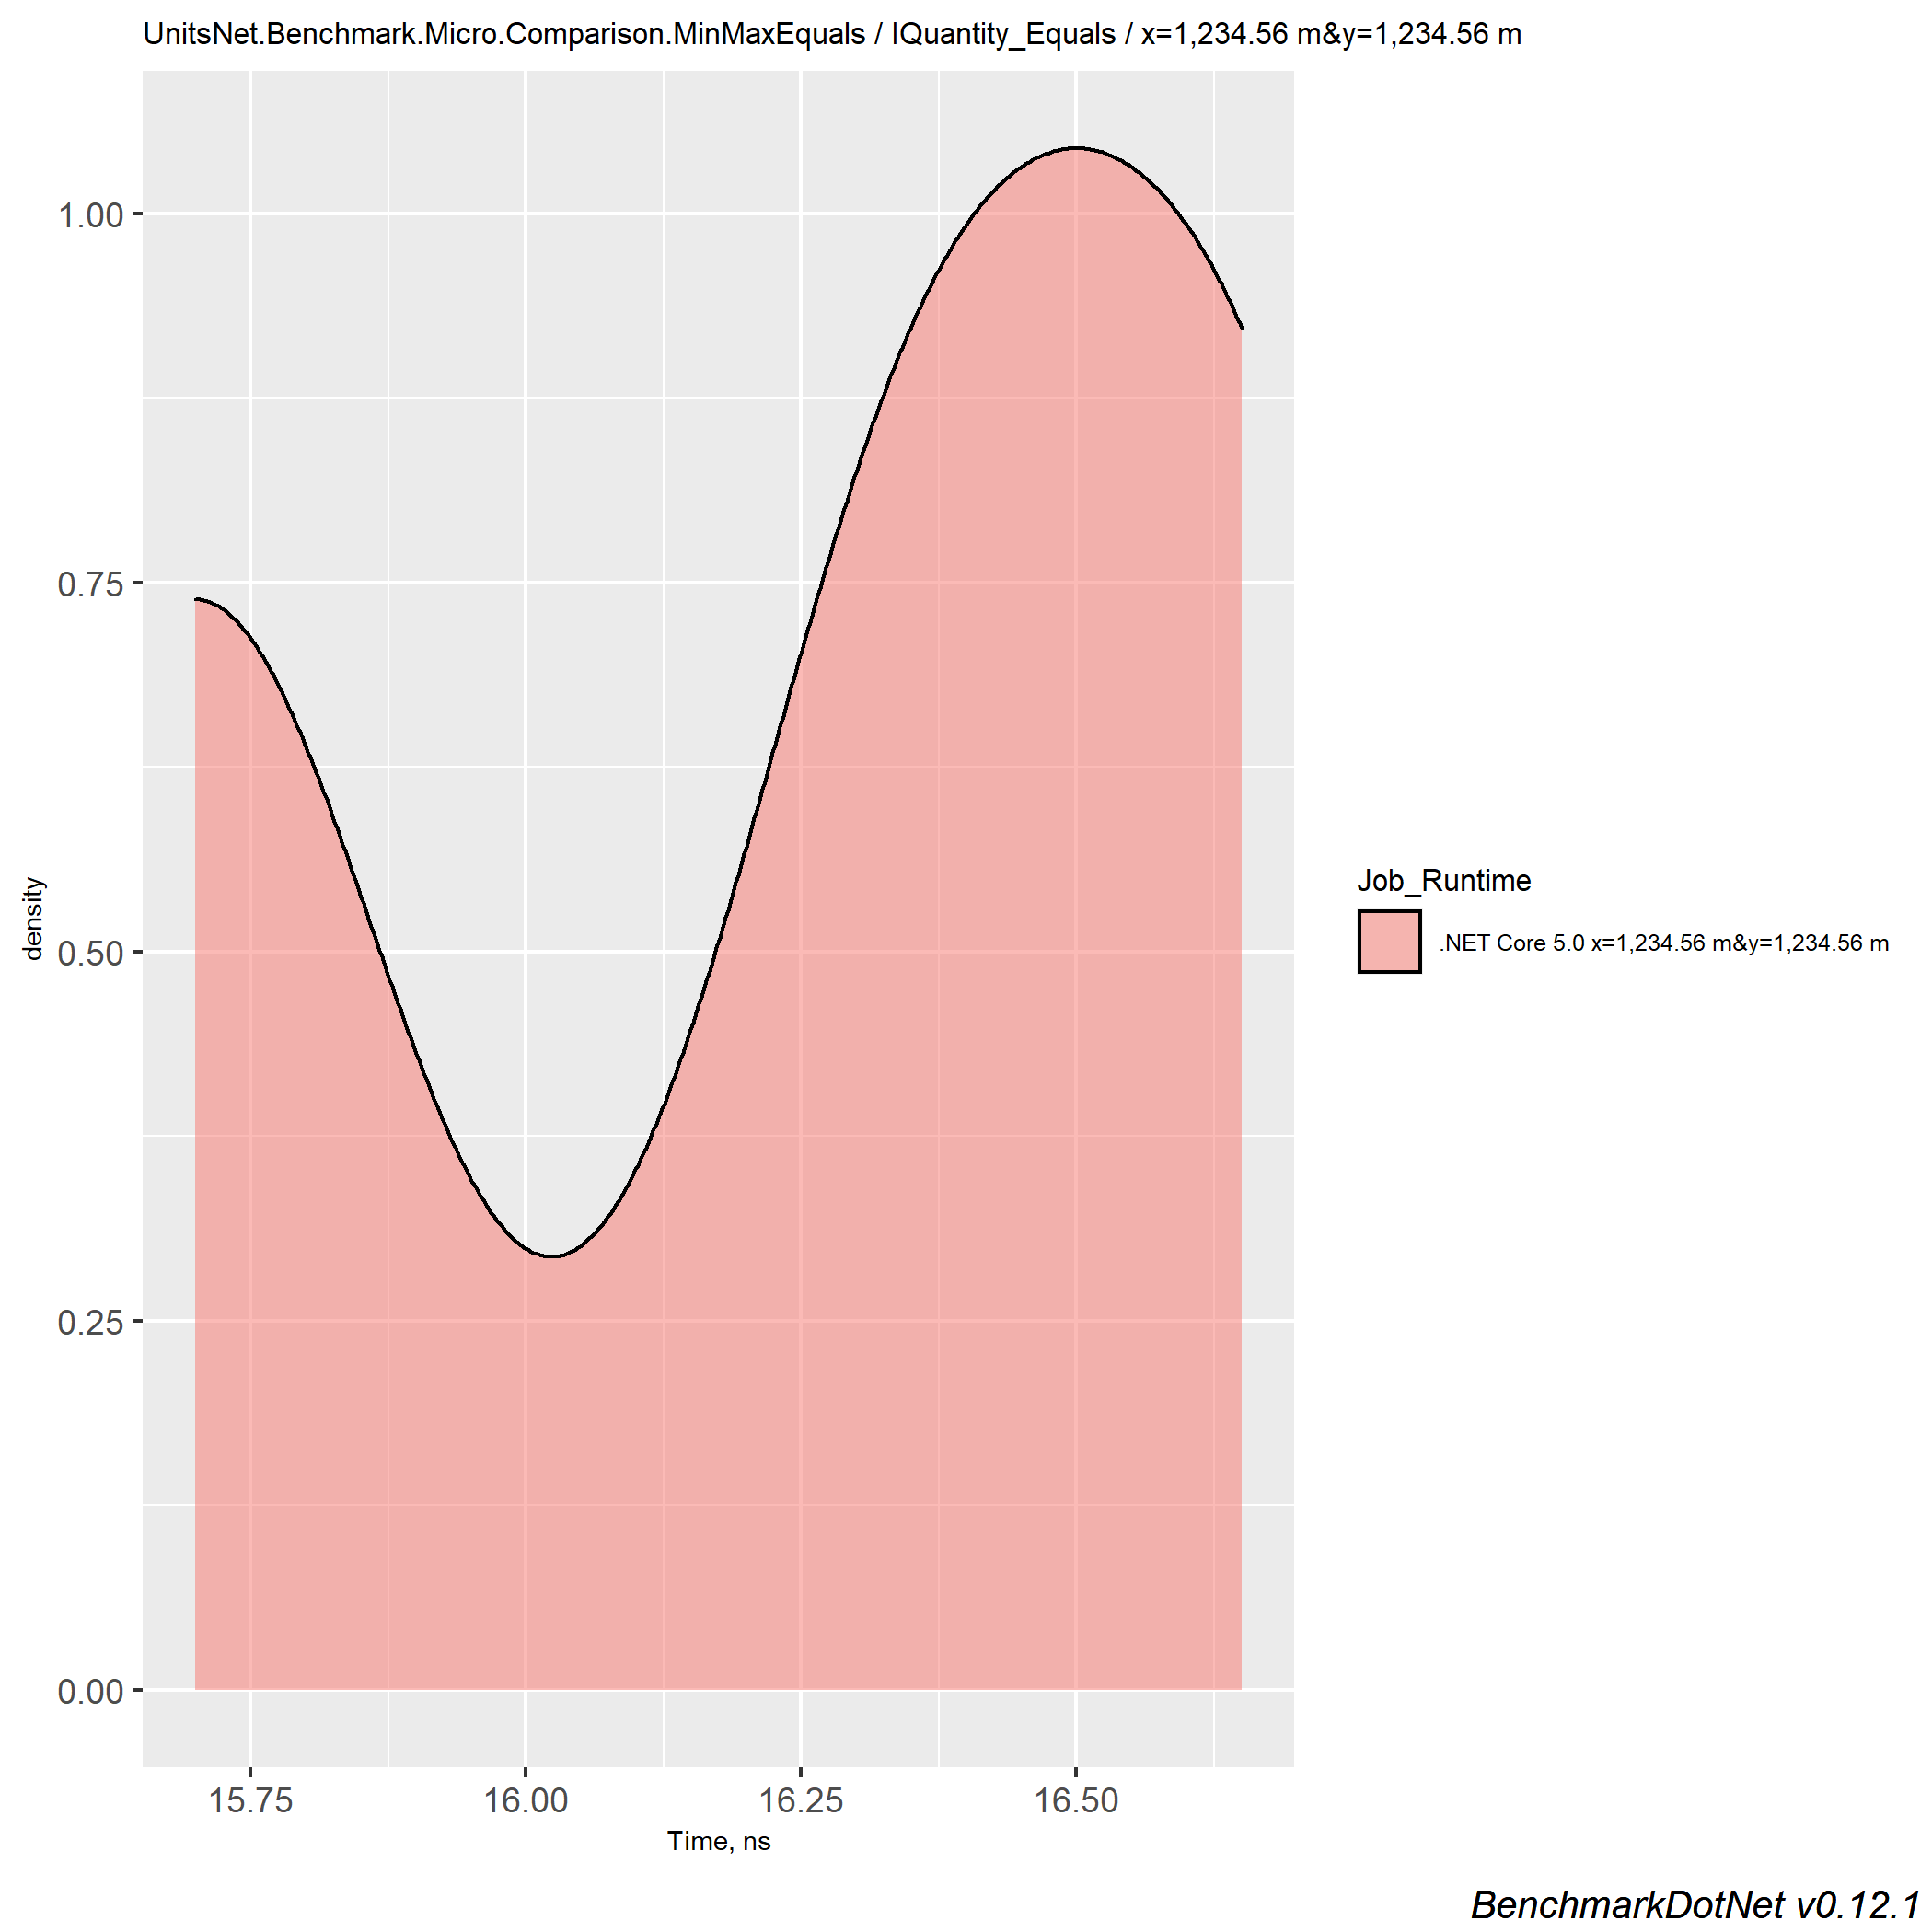 UnitsNet.Benchmark.Micro.Comparison.MinMaxEquals / IQuantity_Equals / x=1,234.56 m&y=1,234.56 m
1.00
0.75
0.50
0.25
0.00
density
15.75 16.00 16.25 16.50
Time, ns
Job_Runtime
.NET Core 5.0 x=1,234.56 m&y=1,234.56 m
BenchmarkDotNet v0.12.1